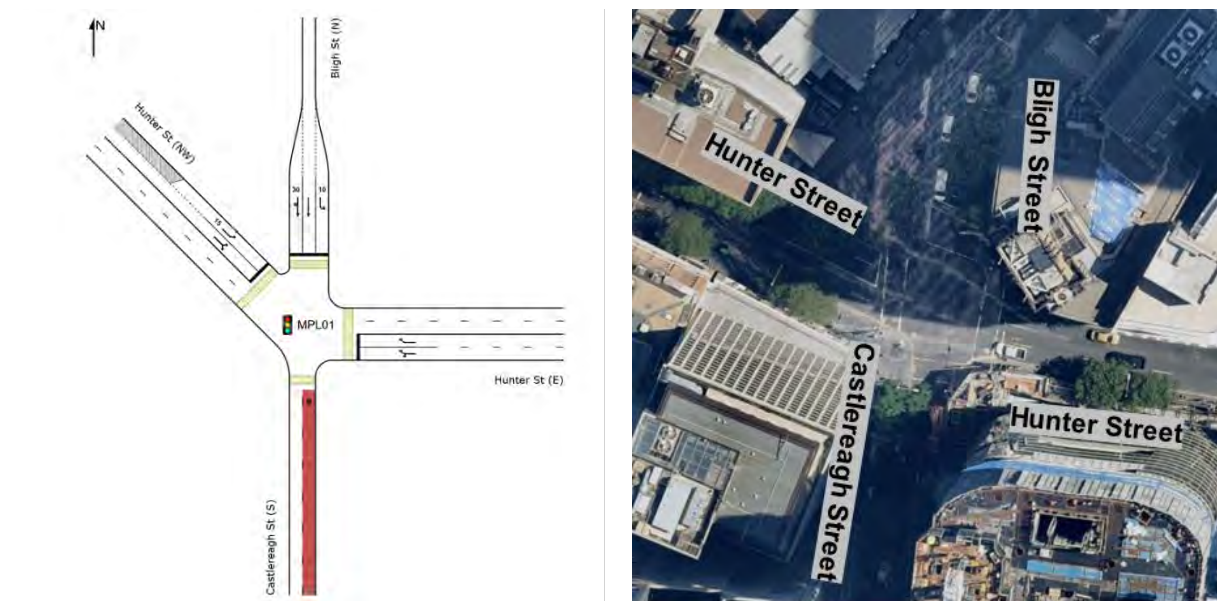 N
Bligh St (N)
Hunter St (NW)
30
10
15
MPL01
Hunter St (E)
Castlereagh St (S)
Bligh Street
Hunter Street
Castlereagh Street
Hunter Street